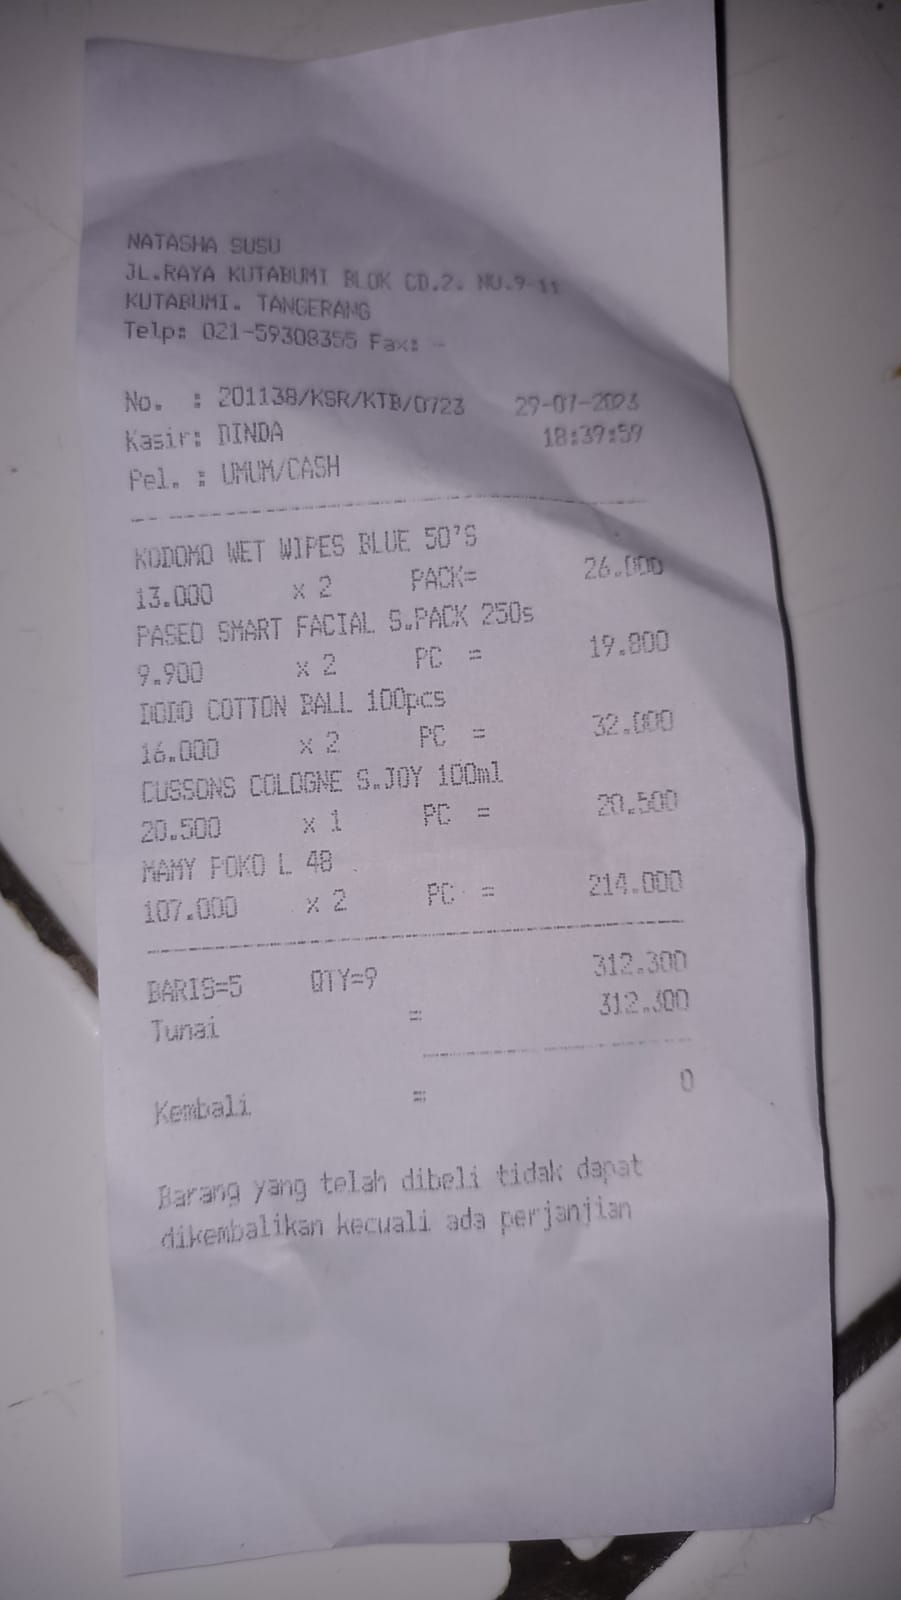 NATASHA SUSU
JL.RAYA KUTABUMI BLOK CD.2. NO.9-11
KUTABUMI. TANGERANG
Telp: 021-59308355 Fax: -
No. : 201138/KSR/KTB/0723 29-07-2023
Kasir: DINDA 18:39:59
Pel. : UMUM/CASH
KODOMO WET WIPES BLUE 50'S
13.000 x 2 PACK= 26.000
PASEO SMART FACIAL S.PACK 250s
9.900 x 2 PC = 19.800
DODO COTTON BALL 100pcs
16.000 x 2 PC = 32.000
CUSSONS COLOGNE S.JOY 100ml
20.500 x 1 PC = 20.500
MAMY POKO L 48
107.000 x 2 PC = 214.000
BARIS=5 QTY=9 312.300
Tunai = 312.300
Kembali = 0
Barang yang telah dibeli tidak dapat
dikembalikan kecuali ada perjanjian